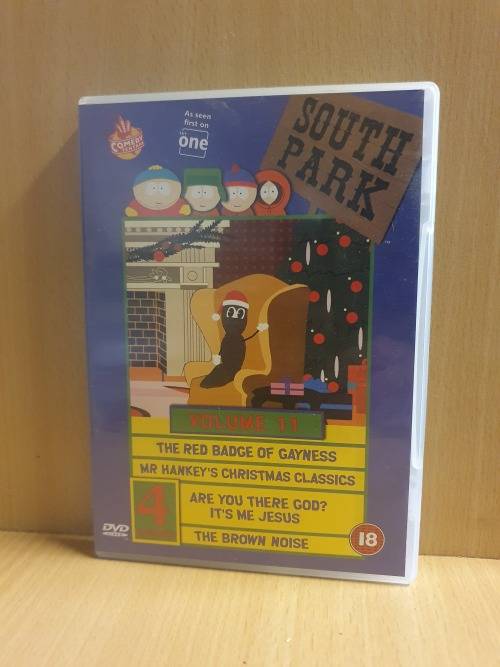 COMEDY
CENTRAL
As seen
first on
one
SOUTH
PARK
VOLUME 11
THE RED BADGE OF GAYNESS
MR HANKEY'S CHRISTMAS CLASSICS
4
ARE YOU THERE GOD?
IT'S ME JESUS
THE BROWN NOISE
DVD
18